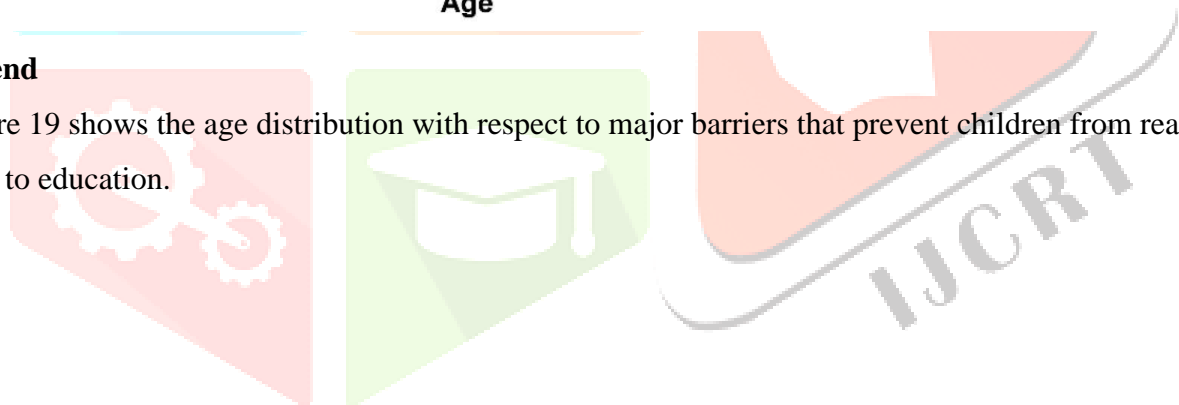 Age
end
re 19 shows the age distribution with respect to major barriers that prevent children from rea
to education.
IJCRT